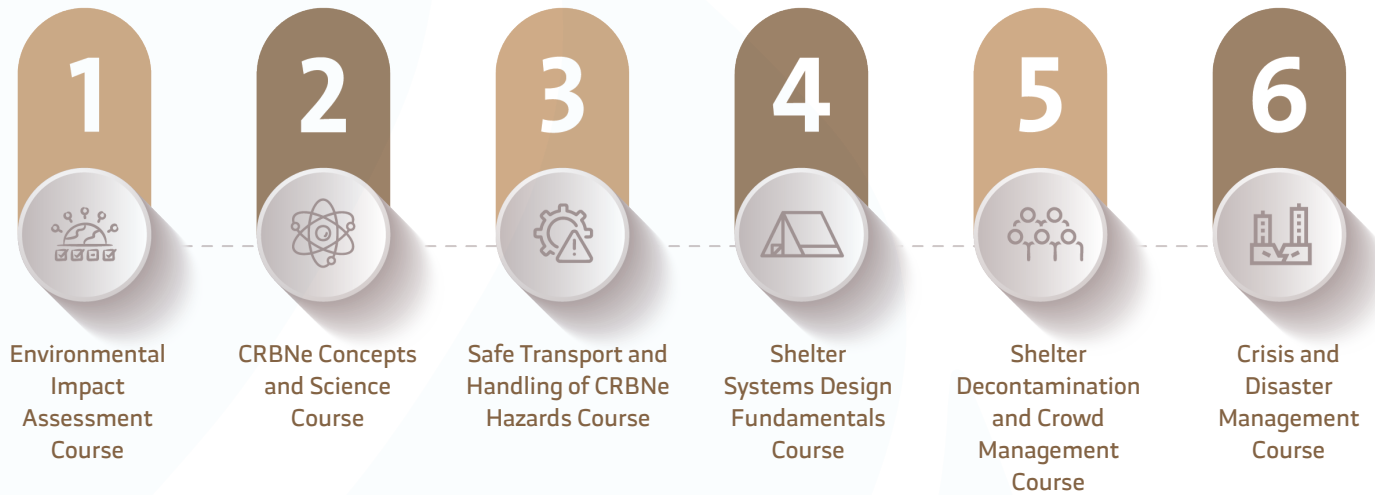 1
Environmental
Impact
Assessment
Course
2
CRBNe Concepts
and Science
Course
3
Safe Transport and
Handling of CRBNe
Hazards Course
4
Shelter
Systems Design
Fundamentals
Course
5
Shelter
Decontamination
and Crowd
Management
Course
6
Crisis and
Disaster
Management
Course